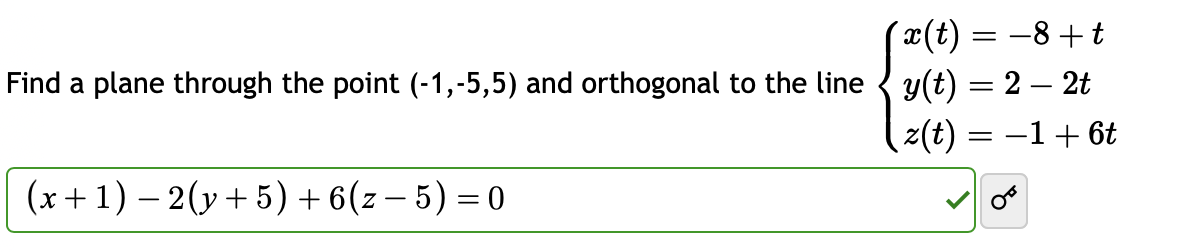 x(t) = −8 + t
Find a plane through the point (-1,-5,5) and orthogonal to the line { y(t) = 2 − 2t
z(t) = −1 + 6t
(x + 1) − 2(y + 5) + 6(z − 5) = 0